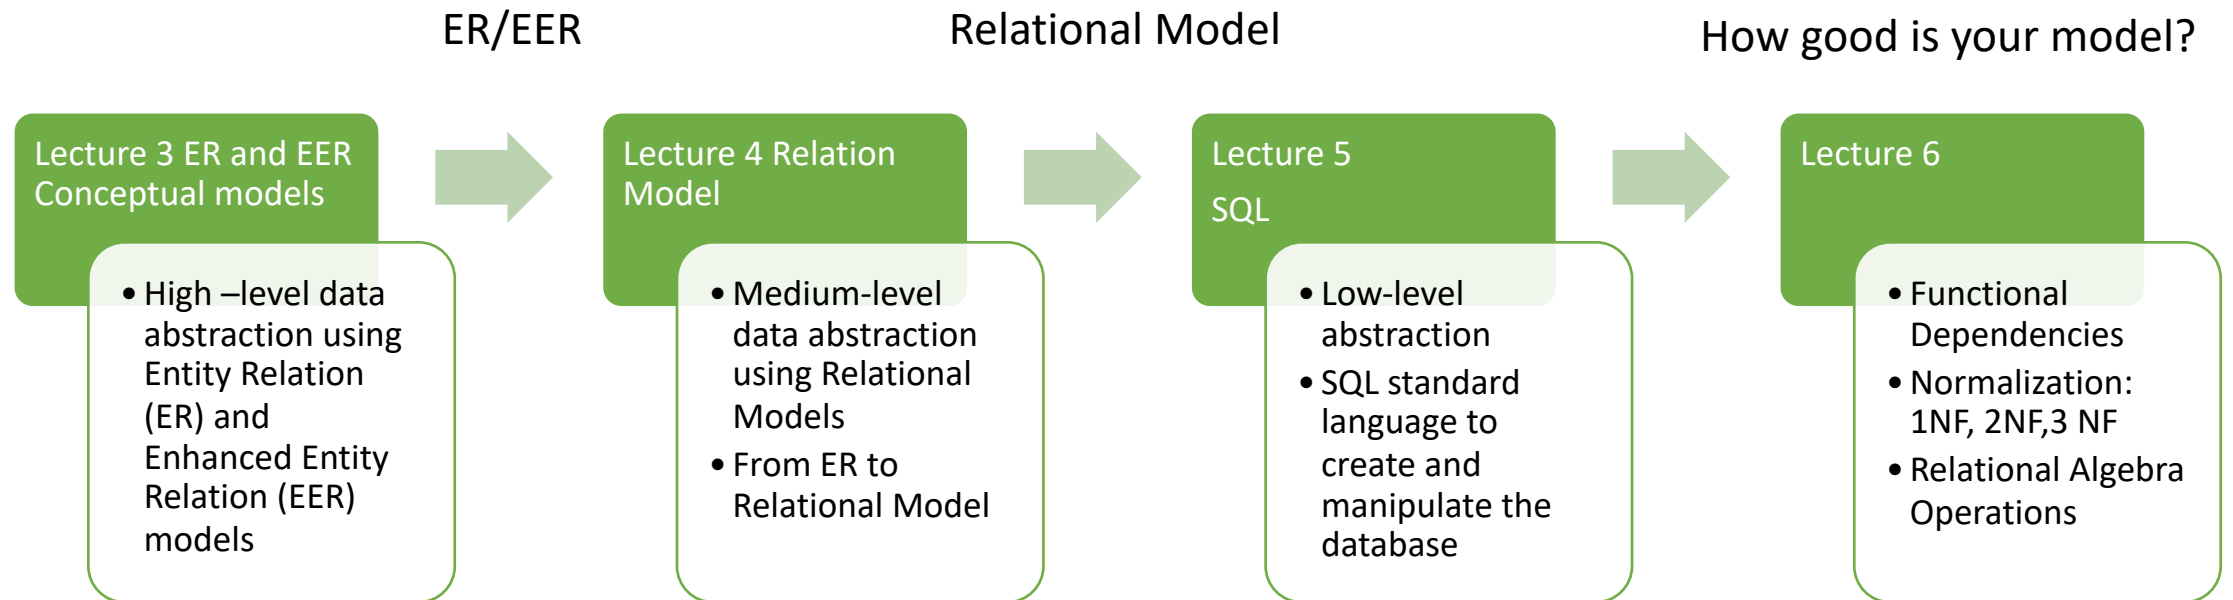 ER/EER
Relational Model
How good is your model?
Lecture 3 ER and EER
Conceptual models
• High –level data
abstraction using
Entity Relation
(ER) and
Enhanced Entity
Relation (EER)
models
Lecture 4 Relation
Model
• Medium-level
data abstraction
using Relational
Models
• From ER to
Relational Model
Lecture 5
SQL
• Low-level
abstraction
• SQL standard
language to
create and
manipulate the
database
Lecture 6
• Functional
Dependencies
• Normalization:
1NF, 2NF,3 NF
• Relational Algebra
Operations